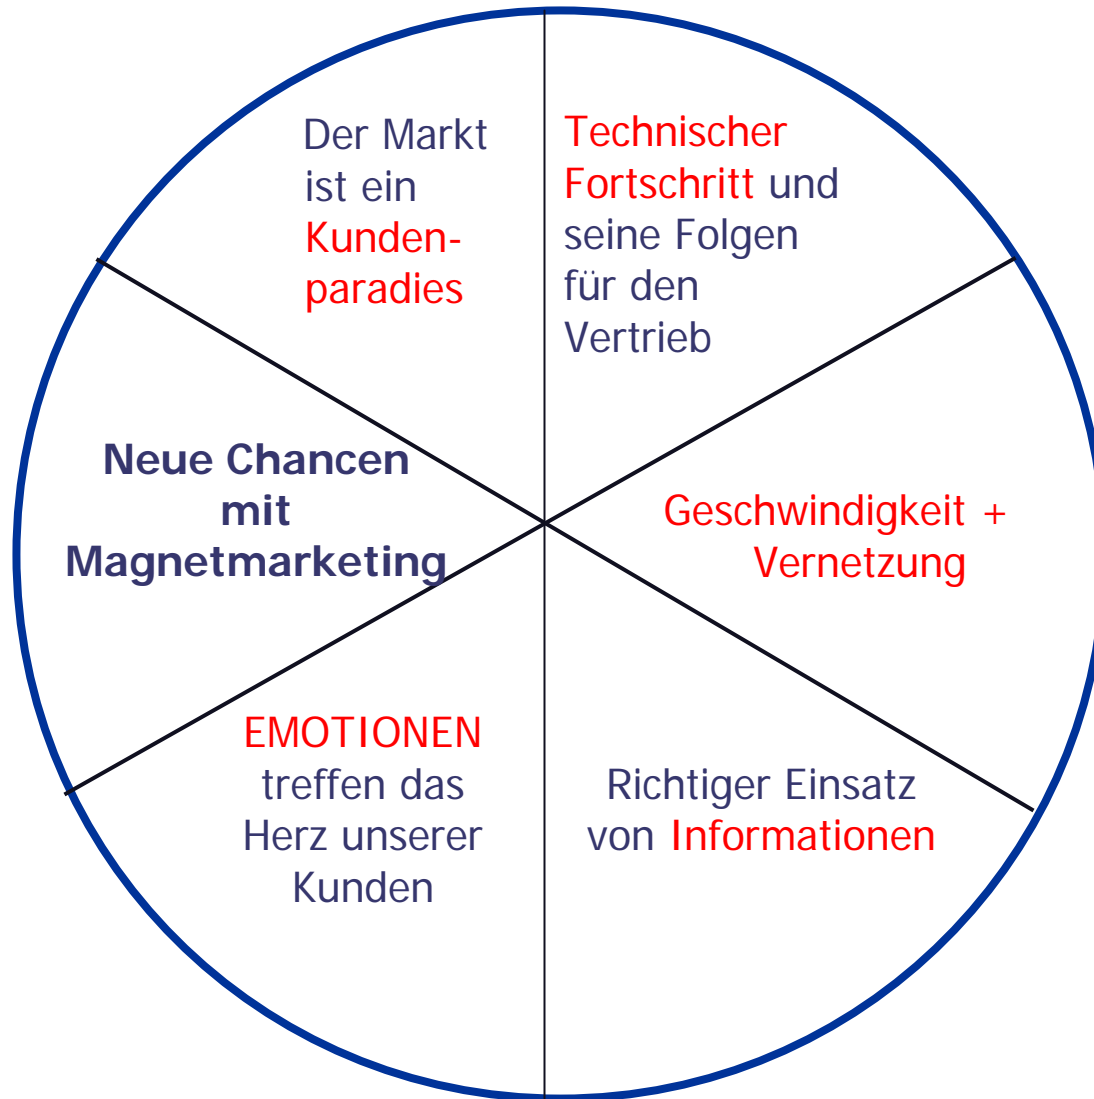 Der Markt
ist ein
Kunden-
paradies
Technischer
Fortschritt und
seine Folgen
für den
Vertrieb
Neue Chancen
mit
Magnetmarketing
Geschwindigkeit +
Vernetzung
EMOTIONEN
treffen das
Herz unserer
Kunden
Richtiger Einsatz
von Informationen